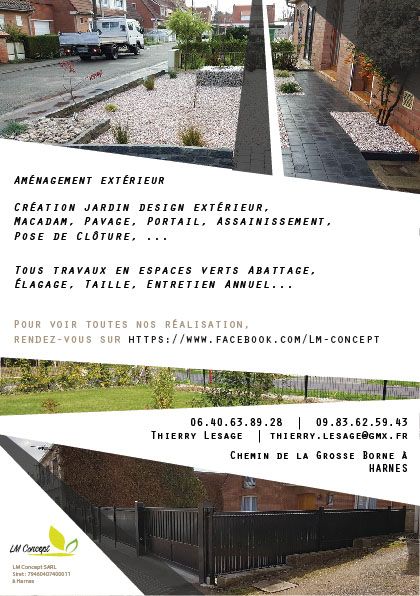 Aménagement extérieur
Création jardin design extérieur,
Macadam, Pavage, Portail, Assainissement,
Pose de Clôture, ...
Tous travaux en espaces verts Abattage,
Élagage, Taille, Entretien Annuel...
Pour voir toutes nos réalisation,
rendez-vous sur https://www.facebook.com/Lm-concept
06.40.63.89.28 | 09.83.62.59.43
Thierry Lesage | thierry.lesage@gmx.fr
Chemin de la Grosse Borne à
HARNES
LM Concept
LM Concept SARL
Siret : 79460407400011
à Harnes